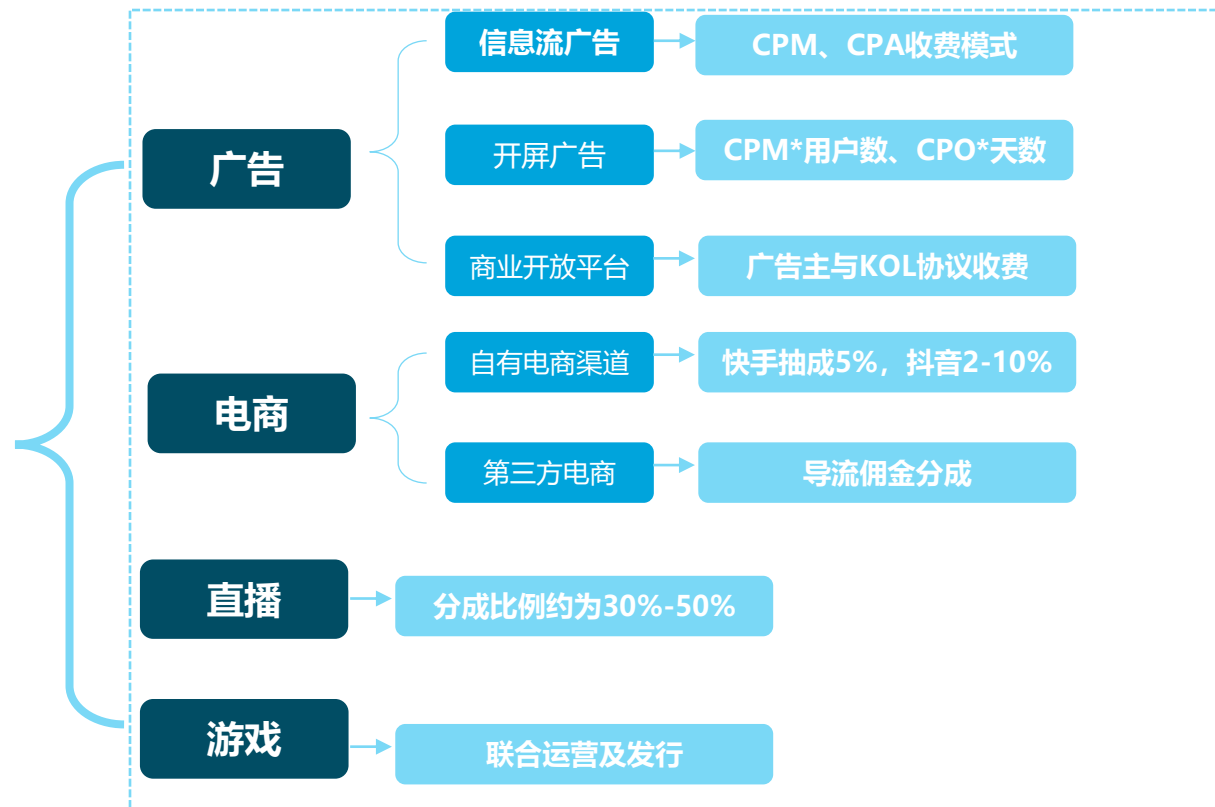 广告
信息流广告
CPM、CPA收费模式
开屏广告
CPM*用户数、CPO*天数
商业开放平台
广告主与KOL协议收费
电商
自有电商渠道
快手抽成5%，抖音2-10%
第三方电商
导流佣金分成
直播
分成比例约为30%-50%
游戏
联合运营及发行